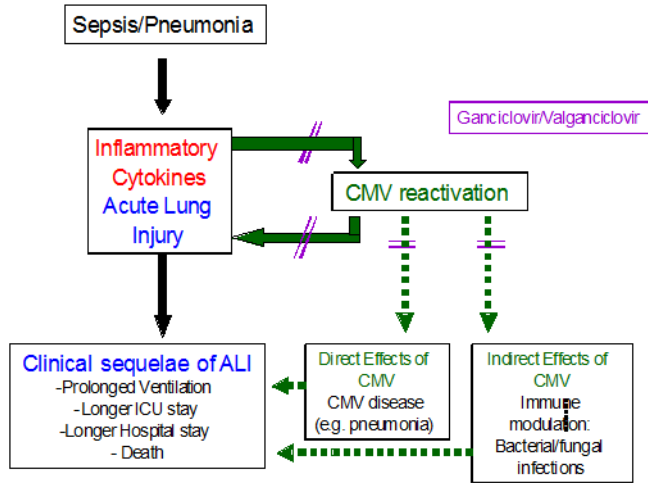 Sepsis/Pneumonia
Ganciclovir/Valganciclovir
Inflammatory
Cytokines
Acute Lung
Injury
CMV reactivation
Clinical sequelae of ALI
-Prolonged Ventilation
-Longer ICU stay
-Longer Hospital stay
- Death
Direct Effects of
CMV
CMV disease
(e.g. pneumonia)
Indirect Effects of
CMV
Immune
modulation:
Bacterial/fungal
infections